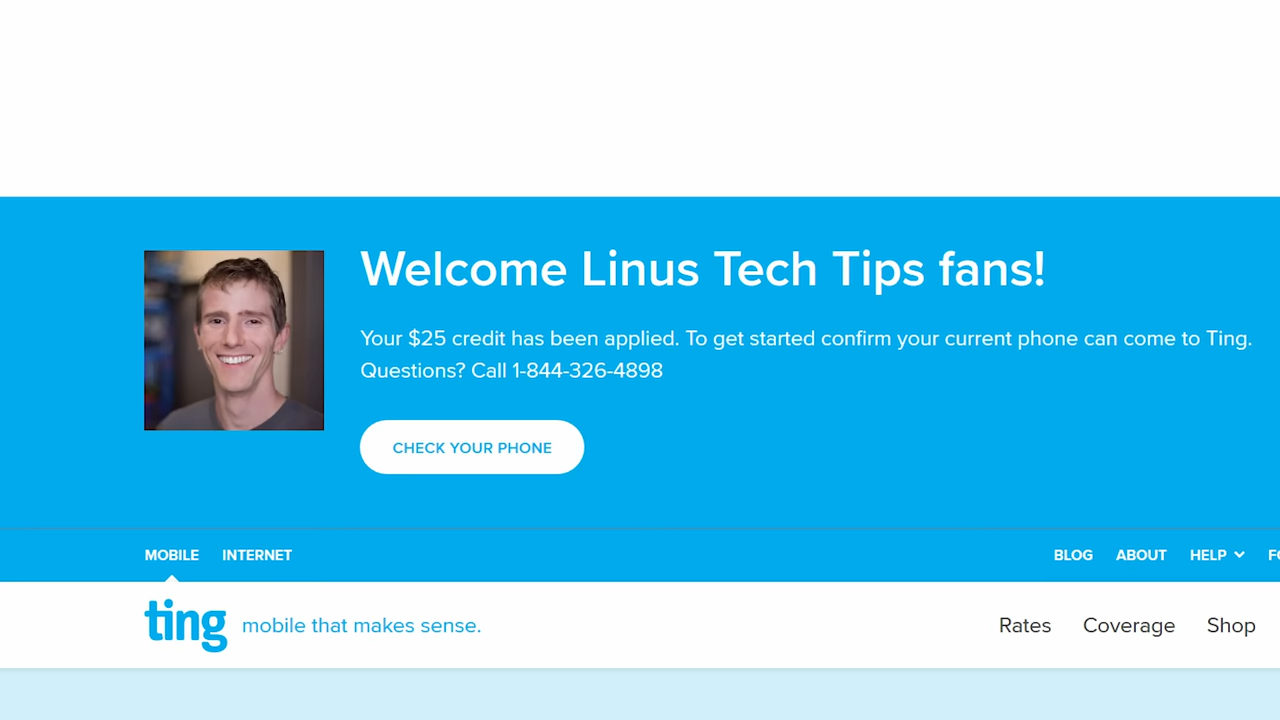 Welcome Linus Tech Tips fans!
Your $25 credit has been applied. To get started confirm your current phone can come to Ting.
Questions? Call 1-844-326-4898
CHECK YOUR PHONE
MOBILE INTERNET BLOG ABOUT HELP
ting mobile that makes sense. Rates Coverage Shop